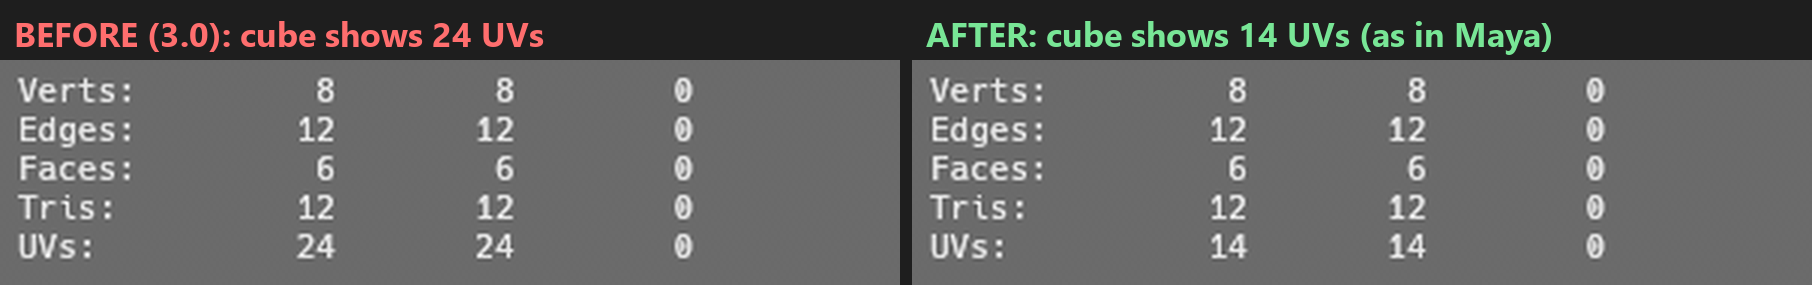 BEFORE (3.0): cube shows 24 UVs
Verts: 8 8 0
Edges: 12 12 0
Faces: 6 6 0
Tris: 12 12 0
UVs: 24 24 0
AFTER: cube shows 14 UVs (as in Maya)
Verts: 8 8 0
Edges: 12 12 0
Faces: 6 6 0
Tris: 12 12 0
UVs: 14 14 0